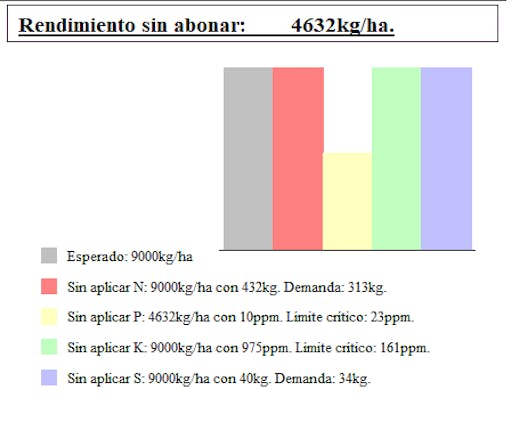 Rendimiento sin abonar: 4632kg/ha.
Esperado: 9000kg/ha
Sin aplicar N: 9000kg/ha con 432kg. Demanda: 313kg.
Sin aplicar P: 4632kg/ha con 10ppm. Limite crítico: 23ppm.
Sin aplicar K: 9000kg/ha con 975ppm. Limite crítico: 161ppm.
Sin aplicar S: 9000kg/ha con 40kg. Demanda: 34kg.